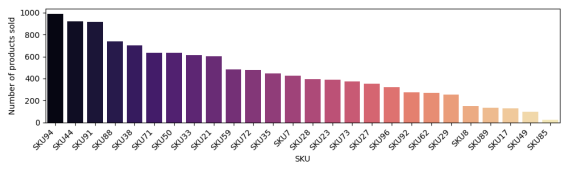 Number of products sold
1000
800
600
400
200
0
SKU94 SKU44 SKU91 SKU88 SKU38 SKU71 SKU50 SKU33 SKU21 SKU59 SKU72 SKU35 SKU7 SKU28 SKU23 SKU73 SKU27 SKU96 SKU92 SKU62 SKU29 SKU8 SKU89 SKU17 SKU49 SKU85
SKU